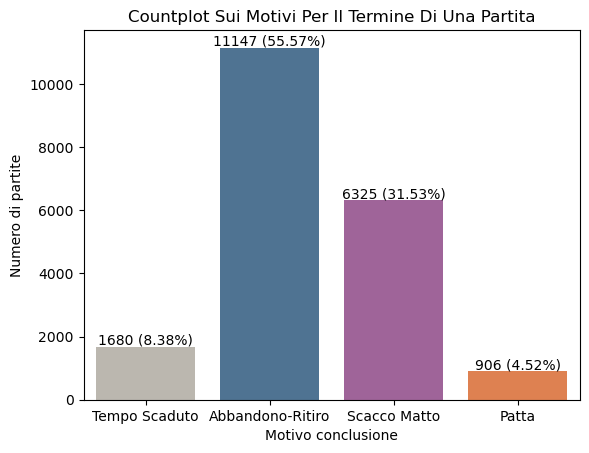 Countplot Sui Motivi Per Il Termine Di Una Partita
11147 (55.57%)
6325 (31.53%)
1680 (8.38%)
906 (4.52%)
Numero di partite
10000
8000
6000
4000
2000
0
Tempo Scaduto
Abbandono-Ritiro
Scacco Matto
Patta
Motivo conclusione